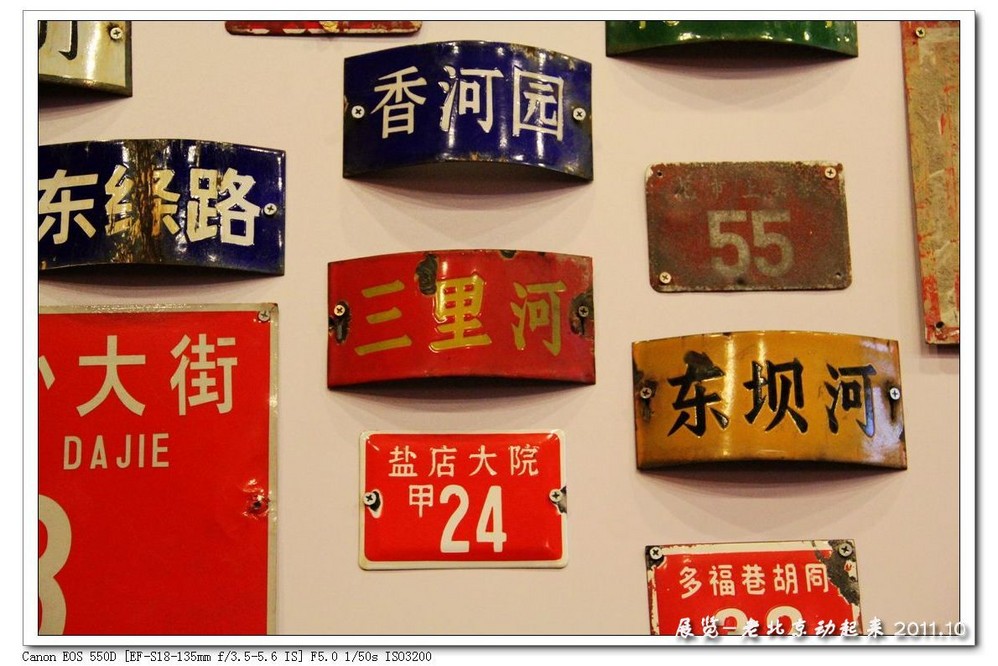 香河园
东绦路
55
三里河
大街
DAJIE
东坝河
盐店大院
甲24
多福巷胡同
展览-老北京动起来 2011.10
Canon EOS 550D [EF-S18-135mm f/3.5-5.6 IS] F5.0 1/50s ISO3200